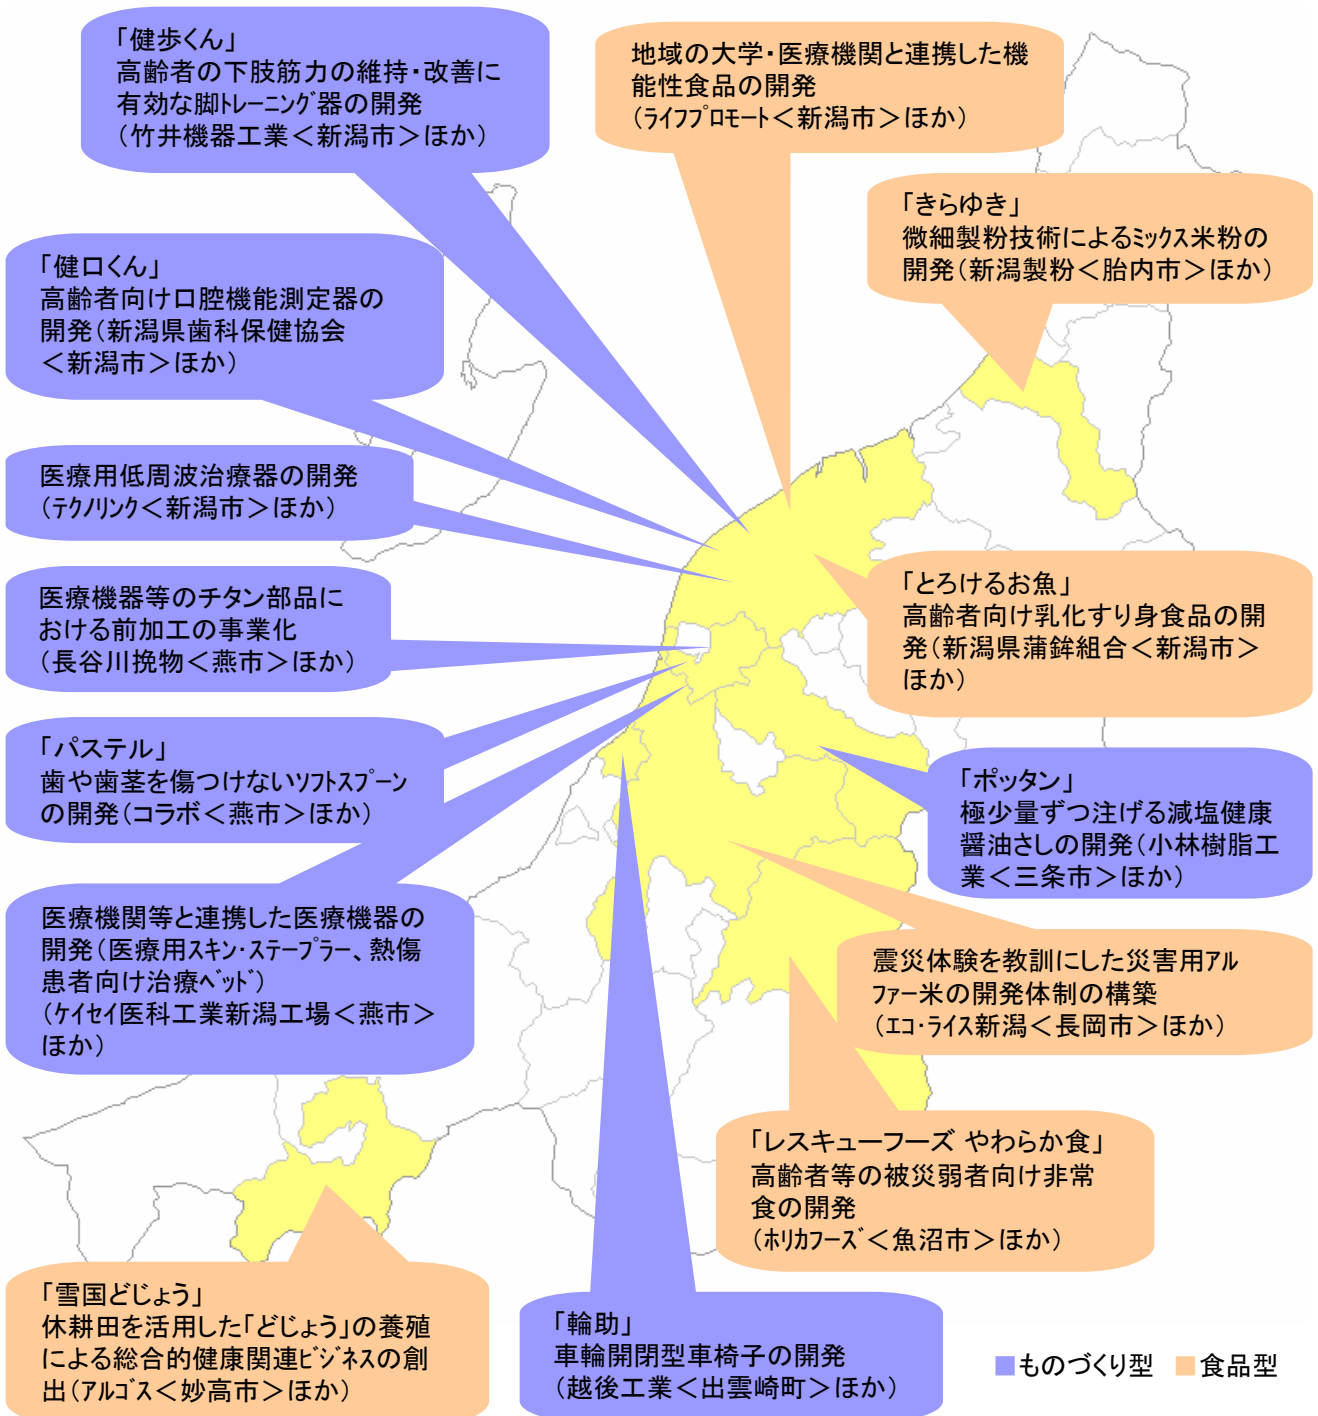 「健歩くん」
高齢者の下肢筋力の維持・改善に
有効な脚ﾄﾚｰﾆﾝｸﾞ器の開発
（竹井機器工業＜新潟市＞ほか）
地域の大学・医療機関と連携した機
能性食品の開発
（ﾗｲﾌﾌﾟﾛﾓｰﾄ＜新潟市＞ほか）
「きらゆき」
微細製粉技術によるﾐｯｸｽ米粉の
開発（新潟製粉＜胎内市＞ほか）
「健口くん」
高齢者向け口腔機能測定器の
開発（新潟県歯科保健協会
＜新潟市＞ほか）
医療用低周波治療器の開発
（ﾃｸﾉﾘﾝｸ＜新潟市＞ほか）
医療機器等のチタン部品に
おける前加工の事業化
（長谷川挽物＜燕市＞ほか）
「とろけるお魚」
高齢者向け乳化すり身食品の開
発（新潟県蒲鉾組合＜新潟市＞
ほか）
「パステル」
歯や歯茎を傷つけないｿﾌﾄｽﾌﾟｰﾝ
の開発（コラボ＜燕市＞ほか）
「ポッタン」
極少量ずつ注げる減塩健康
醤油さしの開発（小林樹脂工
業＜三条市＞ほか）
医療機関等と連携した医療機器の
開発（医療用ｽｷﾝ･ｽﾃｰﾌﾟﾗｰ、熱傷
患者向け治療ﾍﾞｯﾄﾞ）
（ｹｲｾｲ医科工業新潟工場＜燕市＞
ほか）
震災体験を教訓にした災害用ｱﾙ
ﾌｧｰ米の開発体制の構築
（ｴｺ･ﾗｲｽ新潟＜長岡市＞ほか）
「レスキューフーズ やわらか食」
高齢者等の被災弱者向け非常
食の開発
（ﾎﾘｶﾌｰｽﾞ＜魚沼市＞ほか）
「雪国どじょう」
休耕田を活用した「どじょう」の養殖
による総合的健康関連ﾋﾞｼﾞﾈｽの創
出（ｱﾙｺﾞｽ＜妙高市＞ほか）
「輪助」
車輪開閉型車椅子の開発
（越後工業＜出雲崎町＞ほか）
ものづくり型 食品型